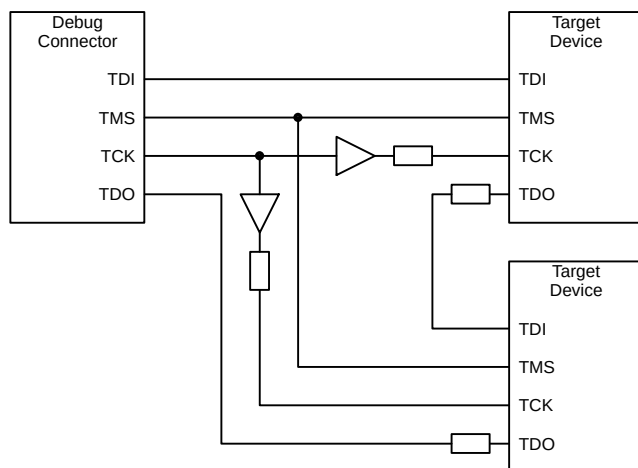 Debug
Connector
TDI
TMS
TCK
TDO
Target
Device
TDI
TMS
TCK
TDO
Target
Device
TDI
TMS
TCK
TDO